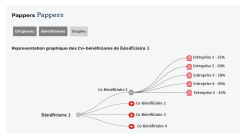 Pappers Pappers
Dirigeants Bénéficiaires Graphe
Représentation graphique des Co-bénéficiaires de Bénéficiaire 1
Entreprise 1 - 25%
Entreprise 2 - 50%
Entreprise 3 - 10%
Entreprise 4 - 45%
Entreprise 5 - 15%
Co-Bénéficiaire 1
Co-Bénéficiaire 2
Bénéficiaire 1
Co-Bénéficiaire 3
Co-Bénéficiaire 4